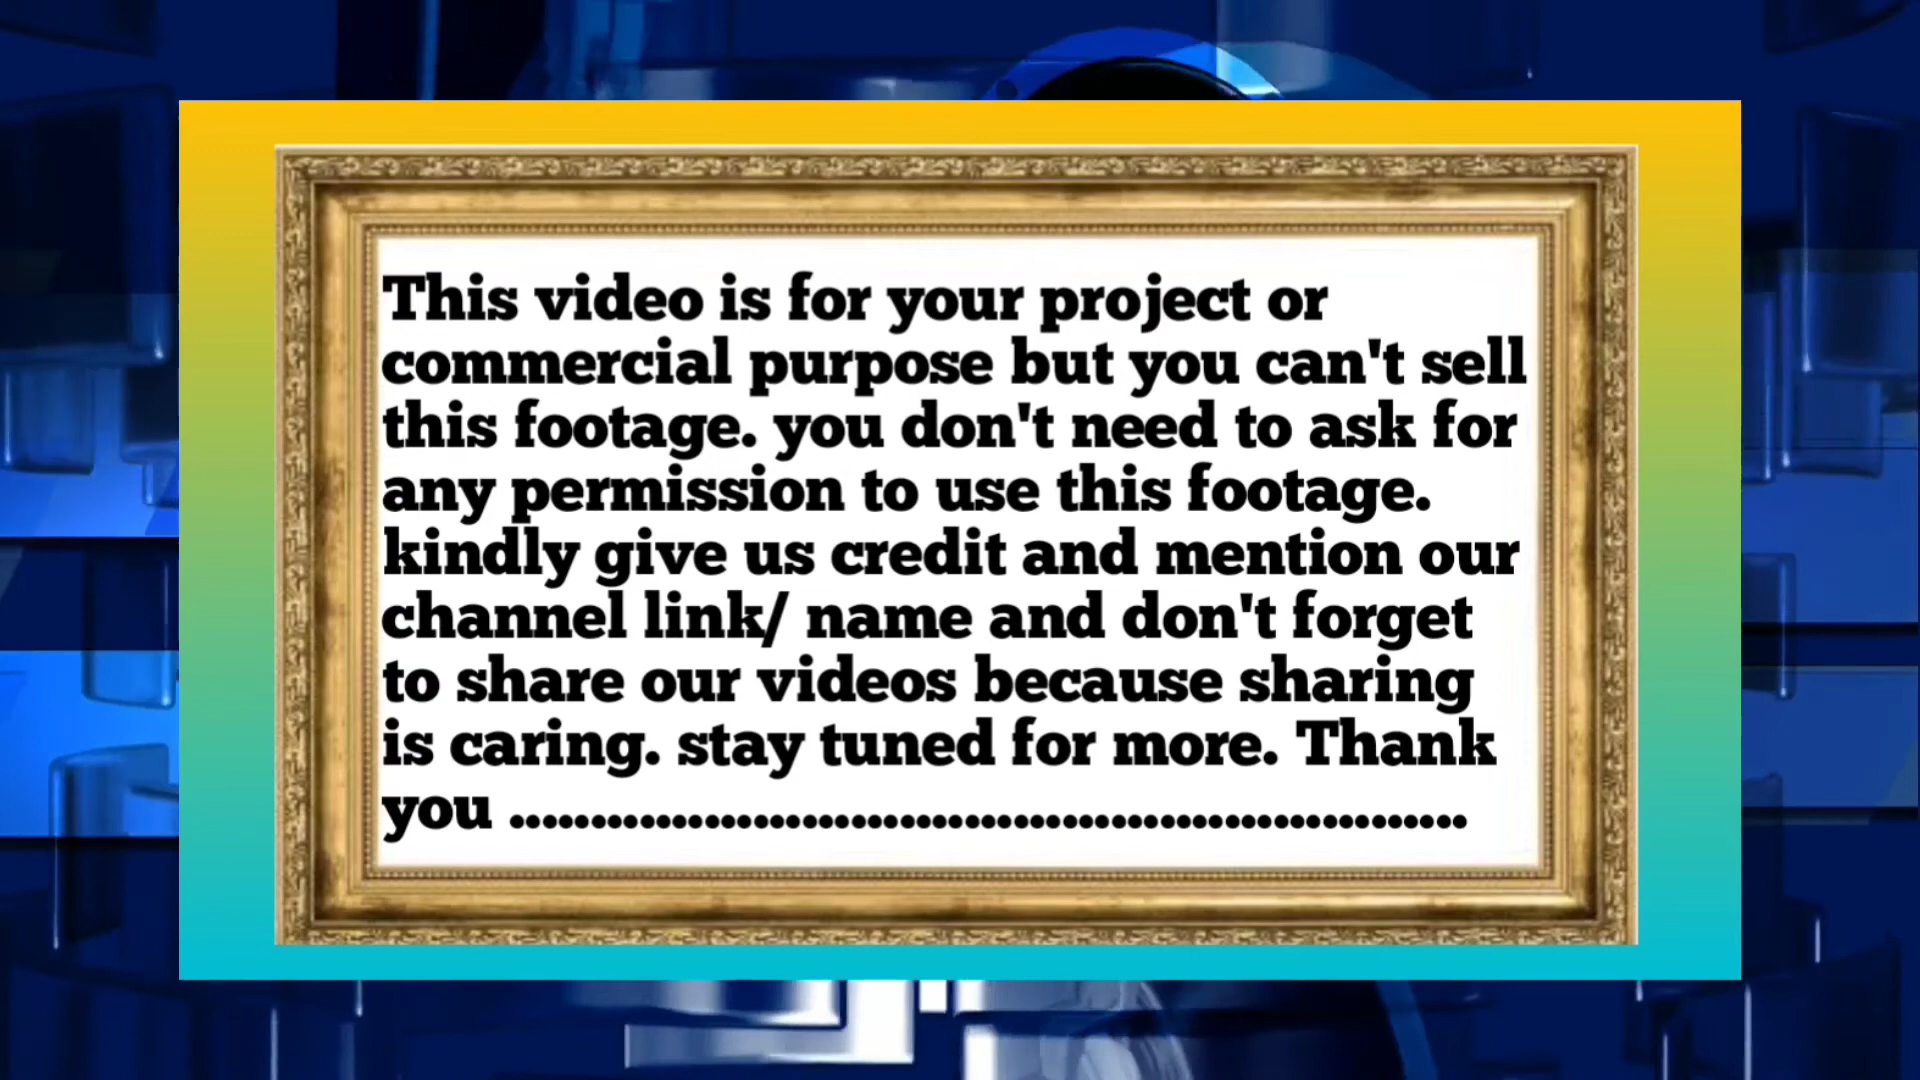 This video is for your project or
commercial purpose but you can't sell
this footage. you don't need to ask for
any permission to use this footage.
kindly give us credit and mention our
channel link/ name and don't forget
to share our videos because sharing
is caring. stay tuned for more. Thank
you ............................................................